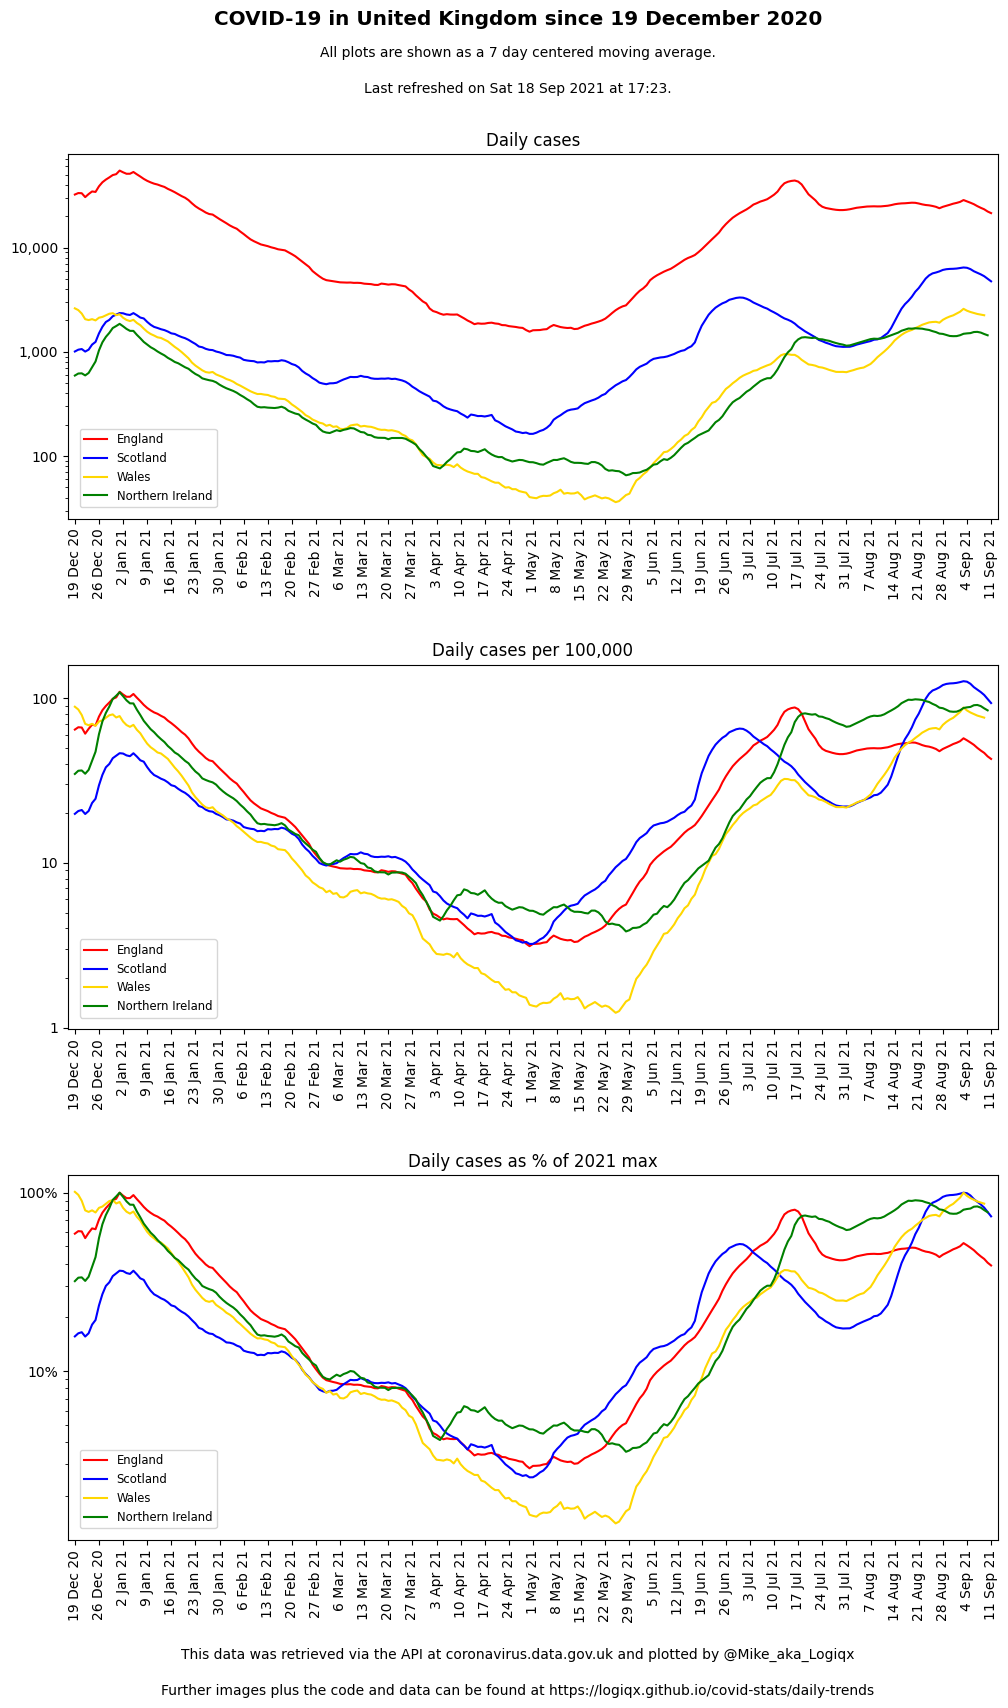 COVID-19 in United Kingdom since 19 December 2020
All plots are shown as a 7 day centered moving average.
Last refreshed on Sat 18 Sep 2021 at 17:23.
Daily cases
10,000
1,000
100
England
Scotland
Wales
Northern Ireland
19 Dec 20
26 Dec 20
2 Jan 21
9 Jan 21
16 Jan 21
23 Jan 21
30 Jan 21
6 Feb 21
13 Feb 21
20 Feb 21
27 Feb 21
6 Mar 21
13 Mar 21
20 Mar 21
27 Mar 21
3 Apr 21
10 Apr 21
17 Apr 21
24 Apr 21
1 May 21
8 May 21
15 May 21
22 May 21
29 May 21
5 Jun 21
12 Jun 21
19 Jun 21
26 Jun 21
3 Jul 21
10 Jul 21
17 Jul 21
24 Jul 21
31 Jul 21
7 Aug 21
14 Aug 21
21 Aug 21
28 Aug 21
4 Sep 21
11 Sep 21
Daily cases per 100,000
100
10
1
England
Scotland
Wales
Northern Ireland
19 Dec 20
26 Dec 20
2 Jan 21
9 Jan 21
16 Jan 21
23 Jan 21
30 Jan 21
6 Feb 21
13 Feb 21
20 Feb 21
27 Feb 21
6 Mar 21
13 Mar 21
20 Mar 21
27 Mar 21
3 Apr 21
10 Apr 21
17 Apr 21
24 Apr 21
1 May 21
8 May 21
15 May 21
22 May 21
29 May 21
5 Jun 21
12 Jun 21
19 Jun 21
26 Jun 21
3 Jul 21
10 Jul 21
17 Jul 21
24 Jul 21
31 Jul 21
7 Aug 21
14 Aug 21
21 Aug 21
28 Aug 21
4 Sep 21
11 Sep 21
Daily cases as % of 2021 max
100%
10%
England
Scotland
Wales
Northern Ireland
19 Dec 20
26 Dec 20
2 Jan 21
9 Jan 21
16 Jan 21
23 Jan 21
30 Jan 21
6 Feb 21
13 Feb 21
20 Feb 21
27 Feb 21
6 Mar 21
13 Mar 21
20 Mar 21
27 Mar 21
3 Apr 21
10 Apr 21
17 Apr 21
24 Apr 21
1 May 21
8 May 21
15 May 21
22 May 21
29 May 21
5 Jun 21
12 Jun 21
19 Jun 21
26 Jun 21
3 Jul 21
10 Jul 21
17 Jul 21
24 Jul 21
31 Jul 21
7 Aug 21
14 Aug 21
21 Aug 21
28 Aug 21
4 Sep 21
11 Sep 21
This data was retrieved via the API at coronavirus.data.gov.uk and plotted by @Mike_aka_Logiqx
Further images plus the code and data can be found at https://logiqx.github.io/covid-stats/daily-trends